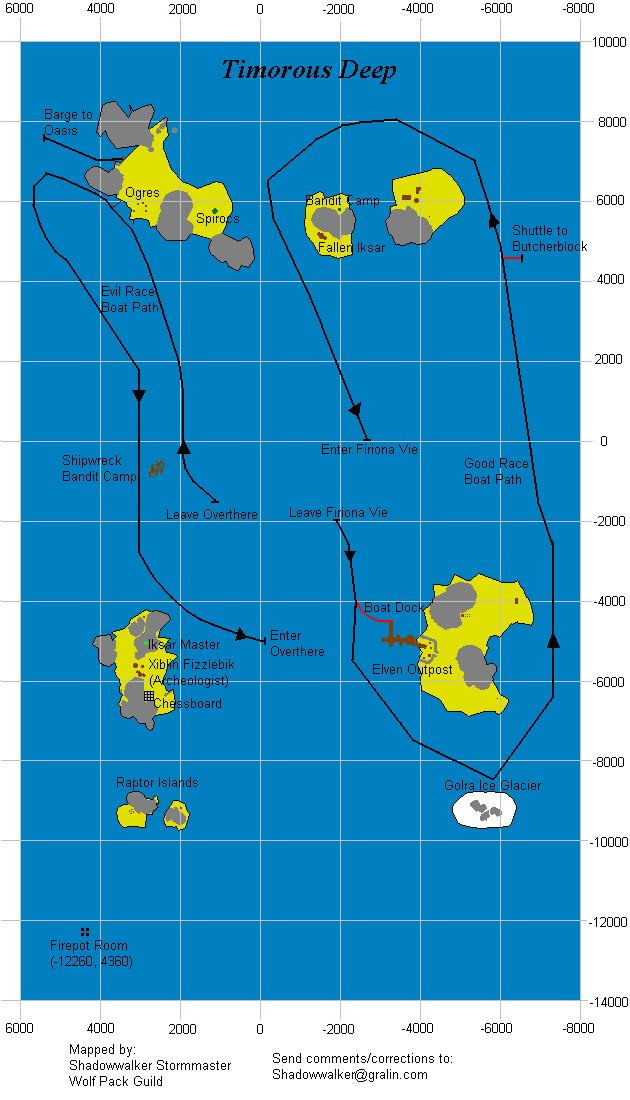 6000 4000 2000 0 -2000 -4000 -6000 -8000
10000
Timorous Deep
8000
Barge to
Oasis
Ogres
Spirocs
Bandit Camp
Fallen Iksar
6000
Shuttle to
Butcherblock
4000
Evil Race
Boat Path
2000
Enter Firiona Vie
0
Shipwreck
Bandit Camp
Good Race
Boat Path
Leave Overthere
Leave Firiona Vie
-2000
-4000
Boat Dock
Enter
Overthere
Iksar Master
Xiblin Fizzlebik
(Archeologist)
Elven Outpost
-6000
Chessboard
-8000
Raptor Islands
Golra Ice Glacier
-10000
-12000
Firepot Room
(-12260, 4360)
-14000
6000 4000 2000 0 -2000 -4000 -6000 -8000
Mapped by:
Shadowwalker Stormmaster
Wolf Pack Guild
Send comments/corrections to:
Shadowwalker@gralin.com